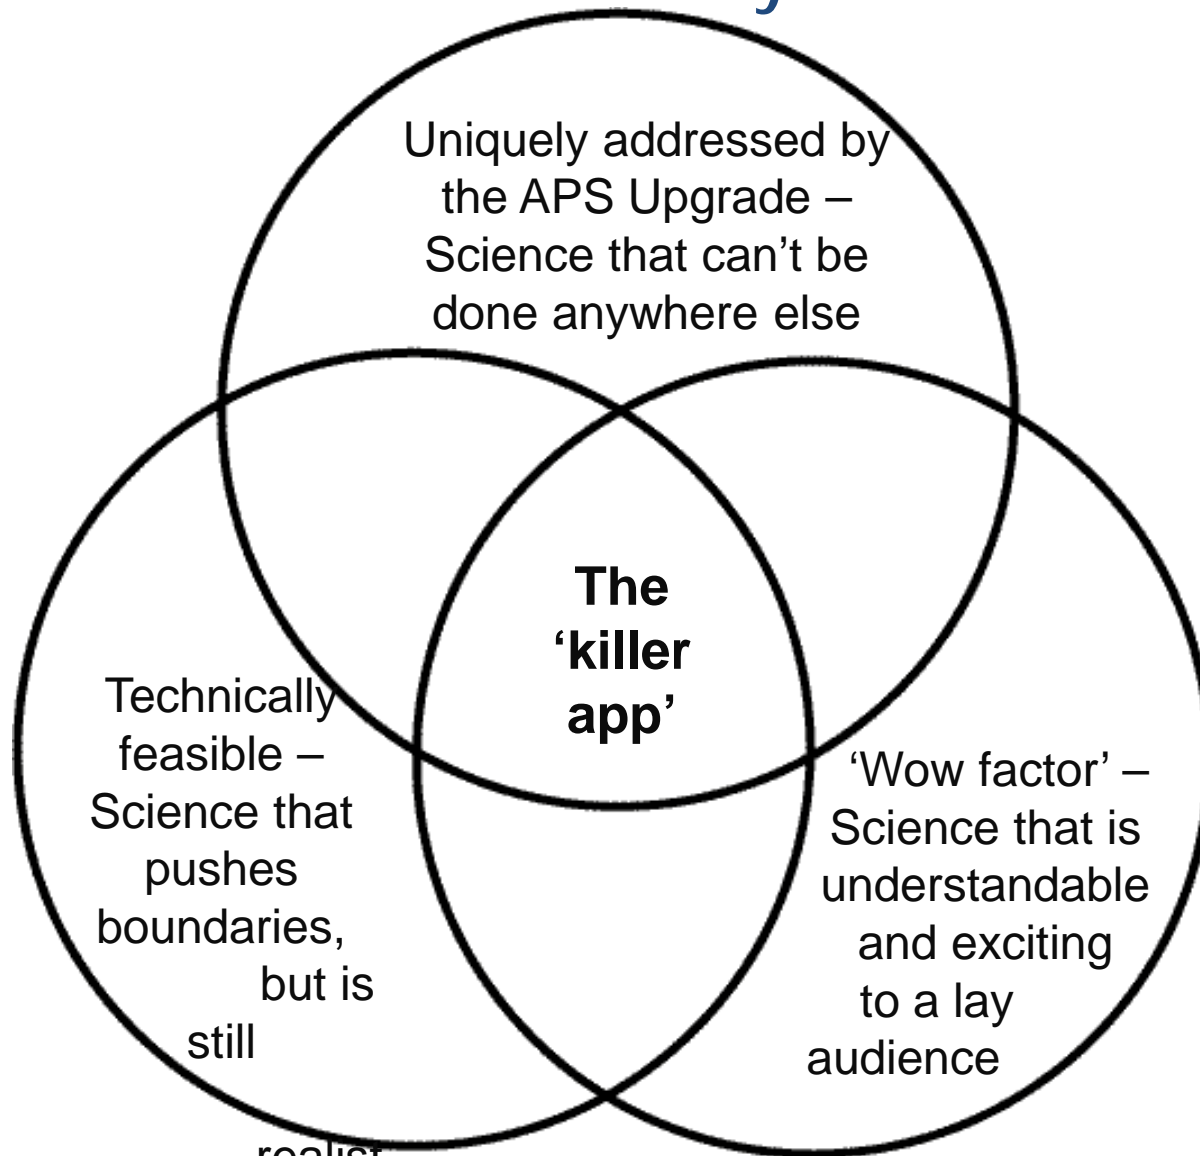 Uniquely addressed by
the APS Upgrade –
Science that can’t be
done anywhere else
The
‘killer
app’
Technically
feasible –
Science that
pushes
boundaries,
but is
still
realist
‘Wow factor’ –
Science that is
understandable
and exciting
to a lay
audience